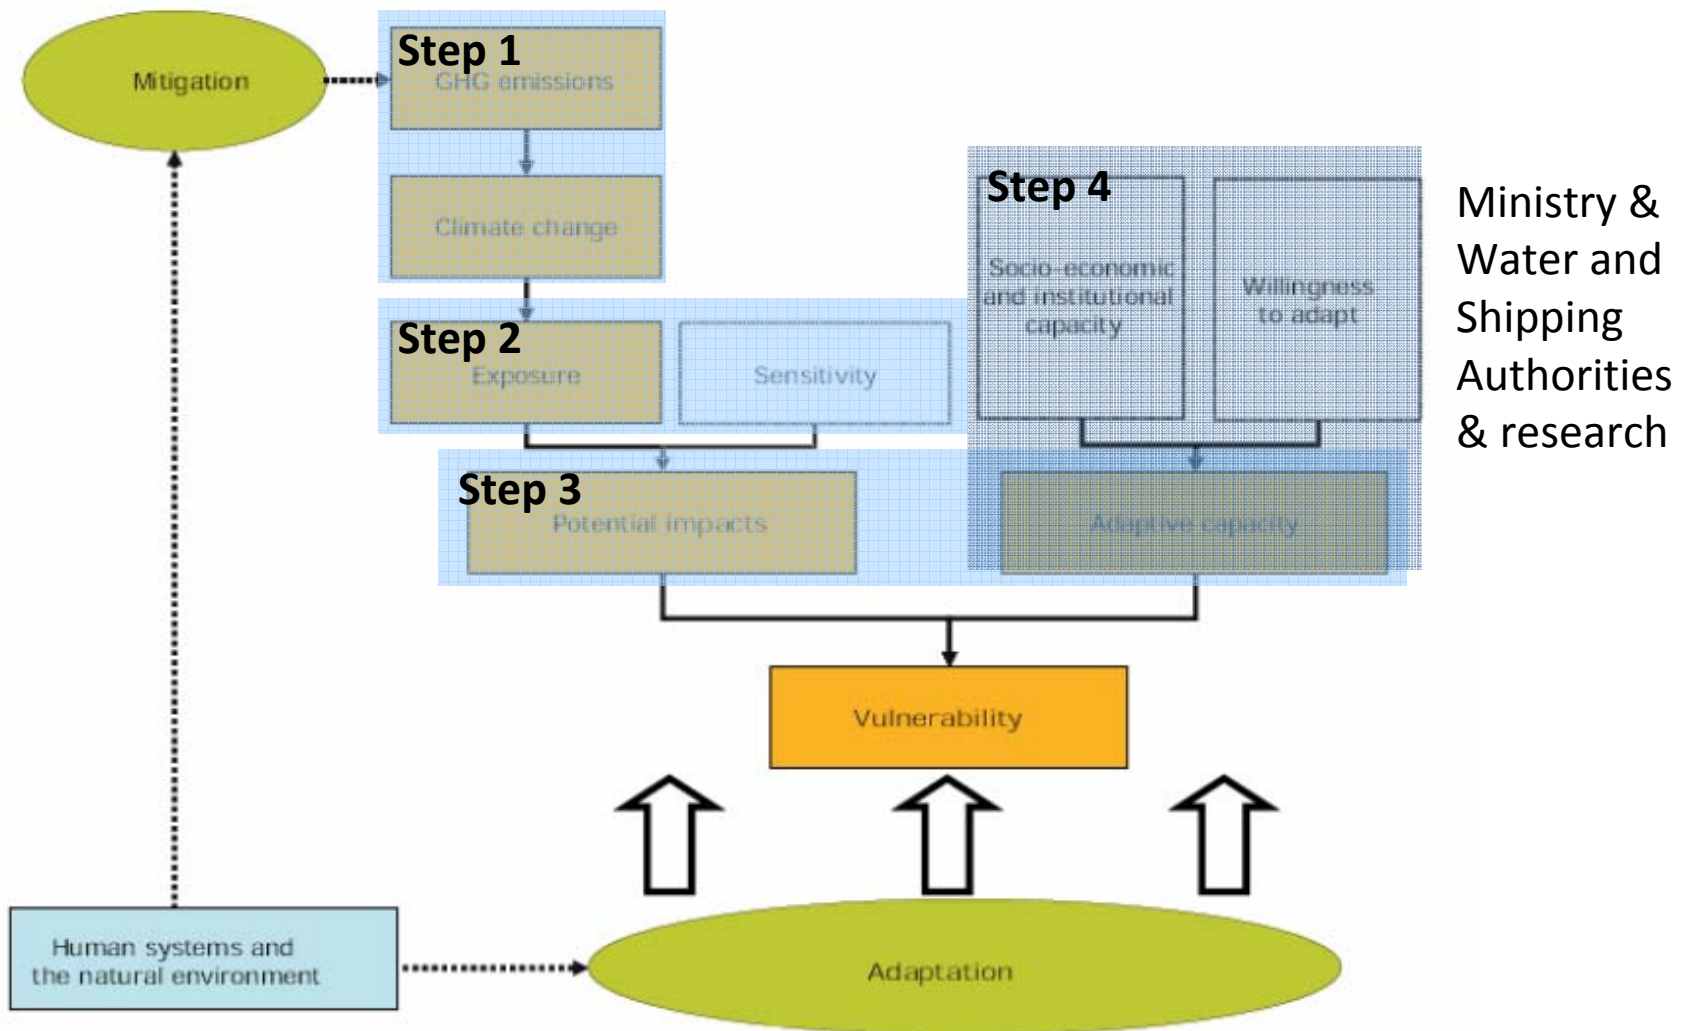 Mitigation
Step 1
GHG emissions
Climate change
Step 2
Exposure
Sensitivity
Step 4
Socio-economic
and institutional
capacity
Willingness
to adapt
Ministry &
Water and
Shipping
Authorities
& research
Step 3
Potential impacts
Adaptive capacity
Vulnerability
Human systems and
the natural environment
Adaptation